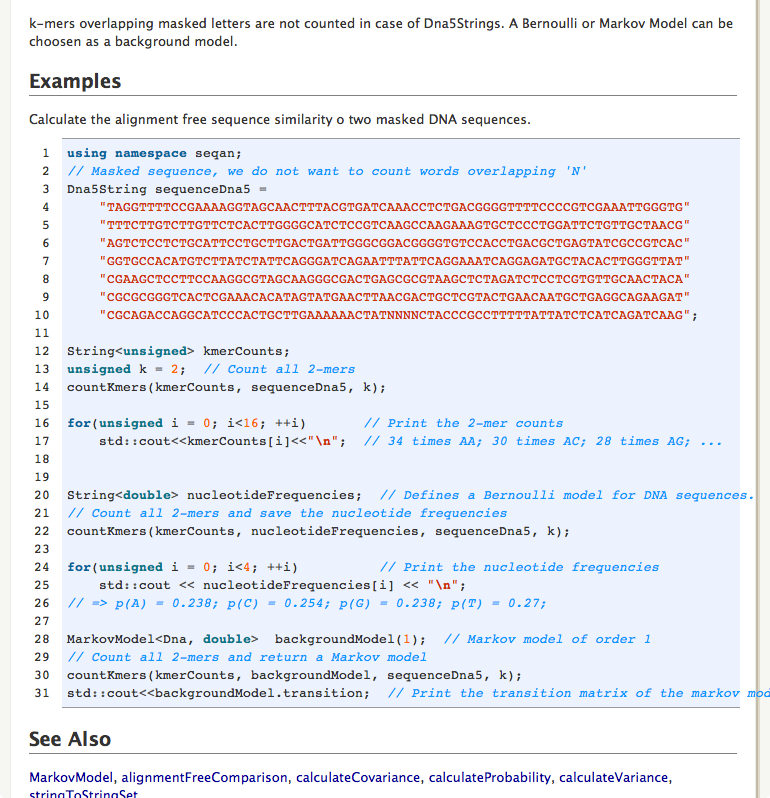 k-mers overlapping masked letters are not counted in case of Dna5Strings. A Bernoulli or Markov Model can be
choosen as a background model.
Examples
Calculate the alignment free sequence similarity o two masked DNA sequences.
1 using namespace seqan;
2 // Masked sequence, we do not want to count words overlapping 'N'
3 Dna5String sequenceDna5 =
4 "TAGGTTTTCCGAAAAGGTAGCAACTTTACGTGATCAAACCTCTGACGGGGTTTTCCCCGTCGAAATTGGGTG"
5 "TTTCTTGTCTTGTTCTCACTTGGGGCATCTCCGTCAAGCCAAGAAAGTGCTCCCTGGATTCTGTTGCTAACG"
6 "AGTCTCCTCTGCATTCCTGCTTGACTGATTGGGCGGACGGGGTGTCCACCTGACGCTGAGTATCGCCGTCAC"
7 "GGTGCCACATGTCTTATCTATTCAGGGATCAGAATTTATTCAGGAAATCAGGAGATGCTACACTTGGGTTAT"
8 "CGAAGCTCCTTCCAAGGCGTAGCAAGGGCGACTGAGCGCGTAAGCTCTAGATCTCCTCGTGTTGCAACTACA"
9 "CGCGCGGGTCACTCGAAACACATAGTATGAACTTAACGACTGCTCGTACTGAACAATGCTGAGGCAGAAGAT"
10 "CGCAGACCAGGCATCCCACTGCTTGAAAAAACTATNNNNCTACCCGCCTTTTTATTATCTCATCAGATCAAG";
11
12 String<unsigned> kmerCounts;
13 unsigned k = 2;  // Count all 2-mers
14 countKmers(kmerCounts, sequenceDna5, k);
15
16 for(unsigned i = 0; i<16; ++i)       // Print the 2-mer counts
17 std::cout<<kmerCounts[i]<<"\n";  // 34 times AA; 30 times AC; 28 times AG; ...
18
19
20 String<double> nucleotideFrequencies;  // Defines a Bernoulli model for DNA sequences.
21 // Count all 2-mers and save the nucleotide frequencies
22 countKmers(kmerCounts, nucleotideFrequencies, sequenceDna5, k);
23
24 for(unsigned i = 0; i<4; ++i)          // Print the nucleotide frequencies
25 std::cout << nucleotideFrequencies[i] << "\n";
26 // => p(A) = 0.238; p(C) = 0.254; p(G) = 0.238; p(T) = 0.27;
27
28 MarkovModel<Dna, double>  backgroundModel(1);  // Markov model of order 1
29 // Count all 2-mers and return a Markov model
30 countKmers(kmerCounts, backgroundModel, sequenceDna5, k);
31 std::cout<<backgroundModel.transition;  // Print the transition matrix of the markov mod
See Also
MarkovModel, alignmentFreeComparison, calculateCovariance, calculateProbability, calculateVariance,
stringToStringSet